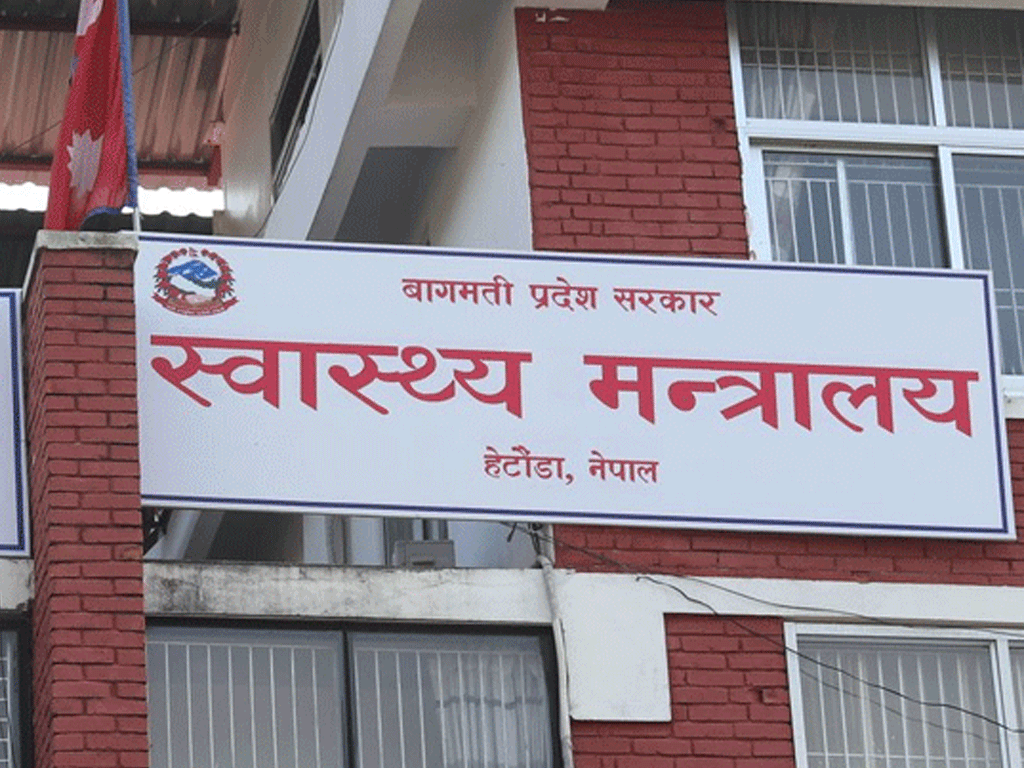 बागमती प्रदेश सरकार
स्वास्थ्य मन्त्रालय
हेटौंडा, नेपाल